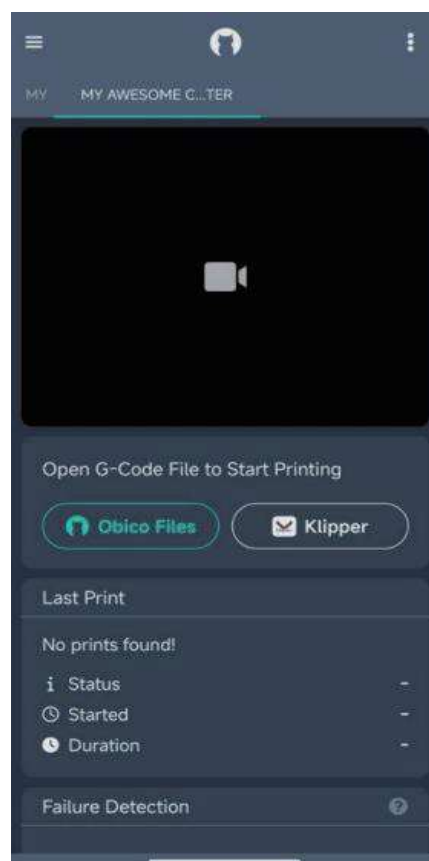 MY MY AWESOME C...TER
Open G-Code File to Start Printing
Obico Files Klipper
Last Print
No prints found!
Status -
Started -
Duration -
Failure Detection